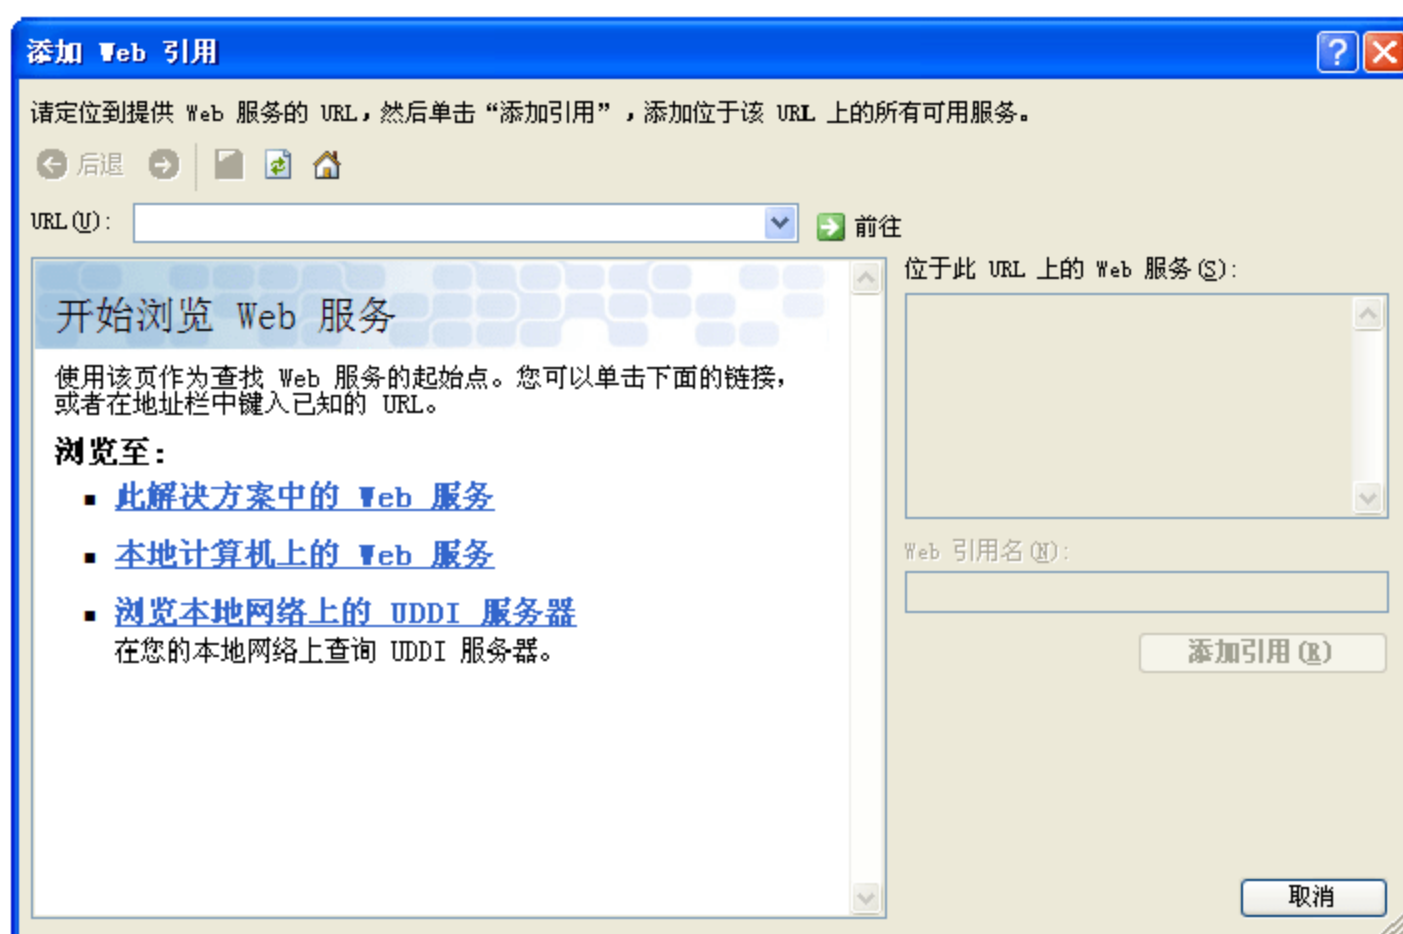 添加 Web 引用
请定位到提供 Web 服务的 URL，然后单击“添加引用”，添加位于该 URL 上的所有可用服务。
后退
URL(U):
前往
开始浏览 Web 服务
使用该页作为查找 Web 服务的起始点。您可以单击下面的链接，
或者在地址栏中键入已知的 URL。
浏览至:
▪ 此解决方案中的 Web 服务
▪ 本地计算机上的 Web 服务
▪ 浏览本地网络上的 UDDI 服务器
在您的本地网络上查询 UDDI 服务器。
位于此 URL 上的 Web 服务(S):
Web 引用名(N):
添加引用(R)
取消